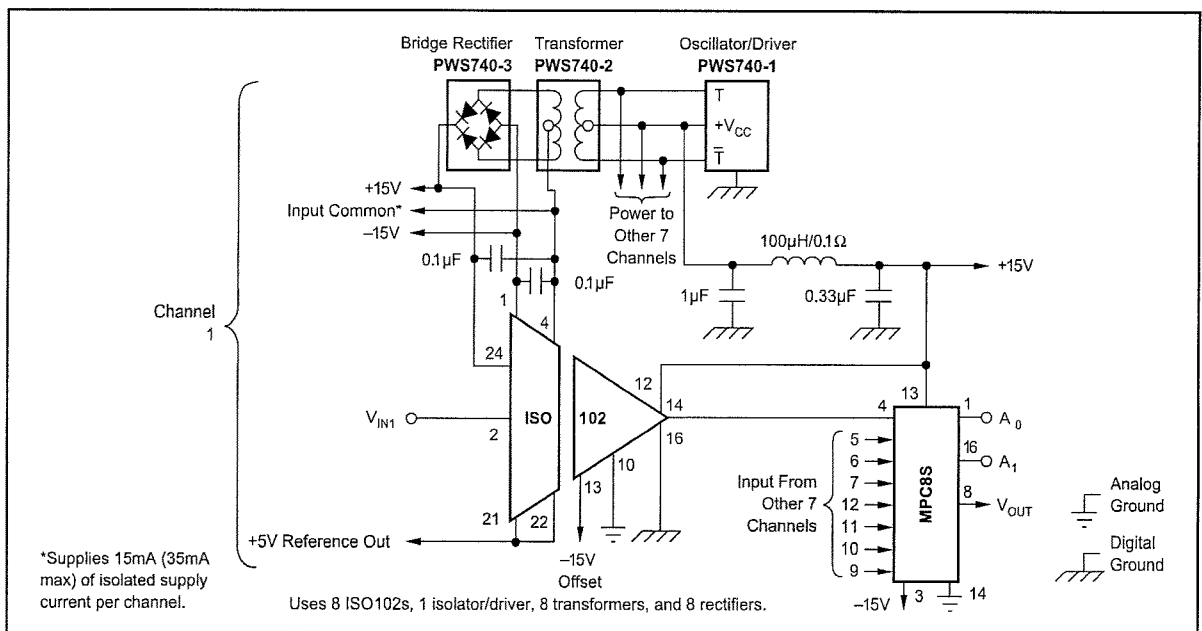 Bridge Rectifier
PWS740-3
Transformer
PWS740-2
Oscillator/Driver
PWS740-1
T
+VCC
T̅
+15V
Input Common*
–15V
Power to
Other 7
Channels
100µH/0.1Ω
+15V
0.1µF
0.1µF
1µF
0.33µF
Channel
1
1
4
24
12
13
VIN1
2
ISO
102
14
4
1
A0
16
10
5
16
A1
13
6
Input From
Other 7
Channels
7
12
11
10
9
MPC8S
8
VOUT
Analog
Ground
21
22
+5V Reference Out
–15V
Offset
Digital
Ground
–15V
3
14
*Supplies 15mA (35mA
max) of isolated supply
current per channel.
Uses 8 ISO102s, 1 isolator/driver, 8 transformers, and 8 rectifiers.